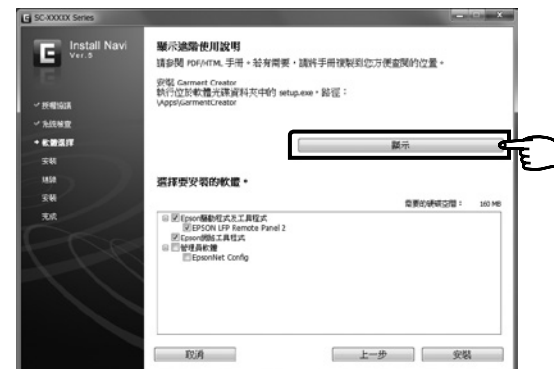 SC-XXXXX Series
Install Navi
Ver.5
授權協議
系統檢查
軟體選擇
安裝
安裝
完成
顯示進階使用說明
請參閱 PDF/HTML 手冊。若有需要，請將手冊複製到您方便查閱的位置。
安裝 Garment Creator
執行位於軟體光碟資料夾中的 setup.exe。路徑：
\Apps\GarmentCreator
顯示
選擇要安裝的軟體。
需要的硬碟空間： 160 MB
Epson驅動程式及工具程式
EPSON LFP Remote Panel 2
Epson網路工具程式
管理員軟體
EpsonNet Config
取消
上一步
安裝